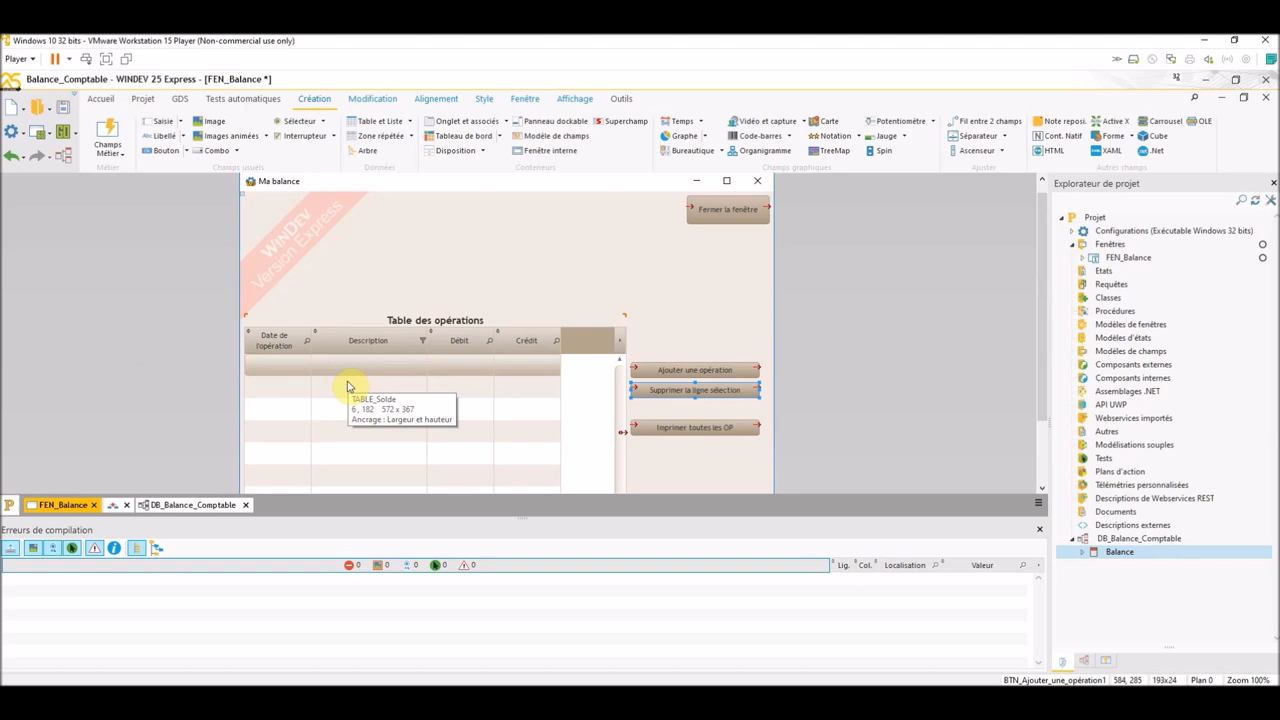 Windows 10 32 bits - VMware Workstation 15 Player (Non-commercial use only)
Player
Balance_Comptable - WINDEV 25 Express - [FEN_Balance *]
32
Accueil Projet GDS Tests automatiques Création Modification Alignement Style Fenêtre Affichage Outils
Champs Métier
Saisie Image Sélecteur
Libellé Images animées Interrupteur
Bouton Combo
Table et Liste
Zone répétée
Arbre
Onglet et associés Panneau dockable Superchamp
Tableau de bord Modèle de champs
Disposition Fenêtre interne
Temps Vidéo et capture Carte Potentiomètre
Graphe Code-barres Notation Jauge
Bureautique Organigramme TreeMap Spin
Fil entre 2 champs
Séparateur
Ascenseur
Note reposi. Active X Carrousel OLE
Cont. Natif Forme Cube
HTML XAML .Net
Métier Champs usuels Données Conteneurs Champs graphiques Ajuster Autres champs
Ma balance
WINDEV
Version Express
Fermer la fenêtre
Table des opérations
Date de l'opération Description Débit Crédit
TABLE_Solde
6 , 182 572 x 367
Ancrage : Largeur et hauteur
Ajouter une opération
Supprimer la ligne sélection
Imprimer toutes les OP
Explorateur de projet
Projet
Configurations (Exécutable Windows 32 bits)
Fenêtres
FEN_Balance
Etats
Requêtes
Classes
Procédures
Modèles de fenêtres
Modèles d'états
Modèles de champs
Composants externes
Composants internes
Assemblages .NET
API UWP
Webservices importés
Autres
Modélisations souples
Tests
Plans d'action
Télémétries personnalisées
Descriptions de Webservices REST
Documents
Descriptions externes
DB_Balance_Comptable
Balance
FEN_Balance DB_Balance_Comptable
Erreurs de compilation
0 0 0 0 0 Lig. Col. Localisation Valeur
BTN_Ajouter_une_opération1 584, 285 193x24 Plan 0 Zoom 100%